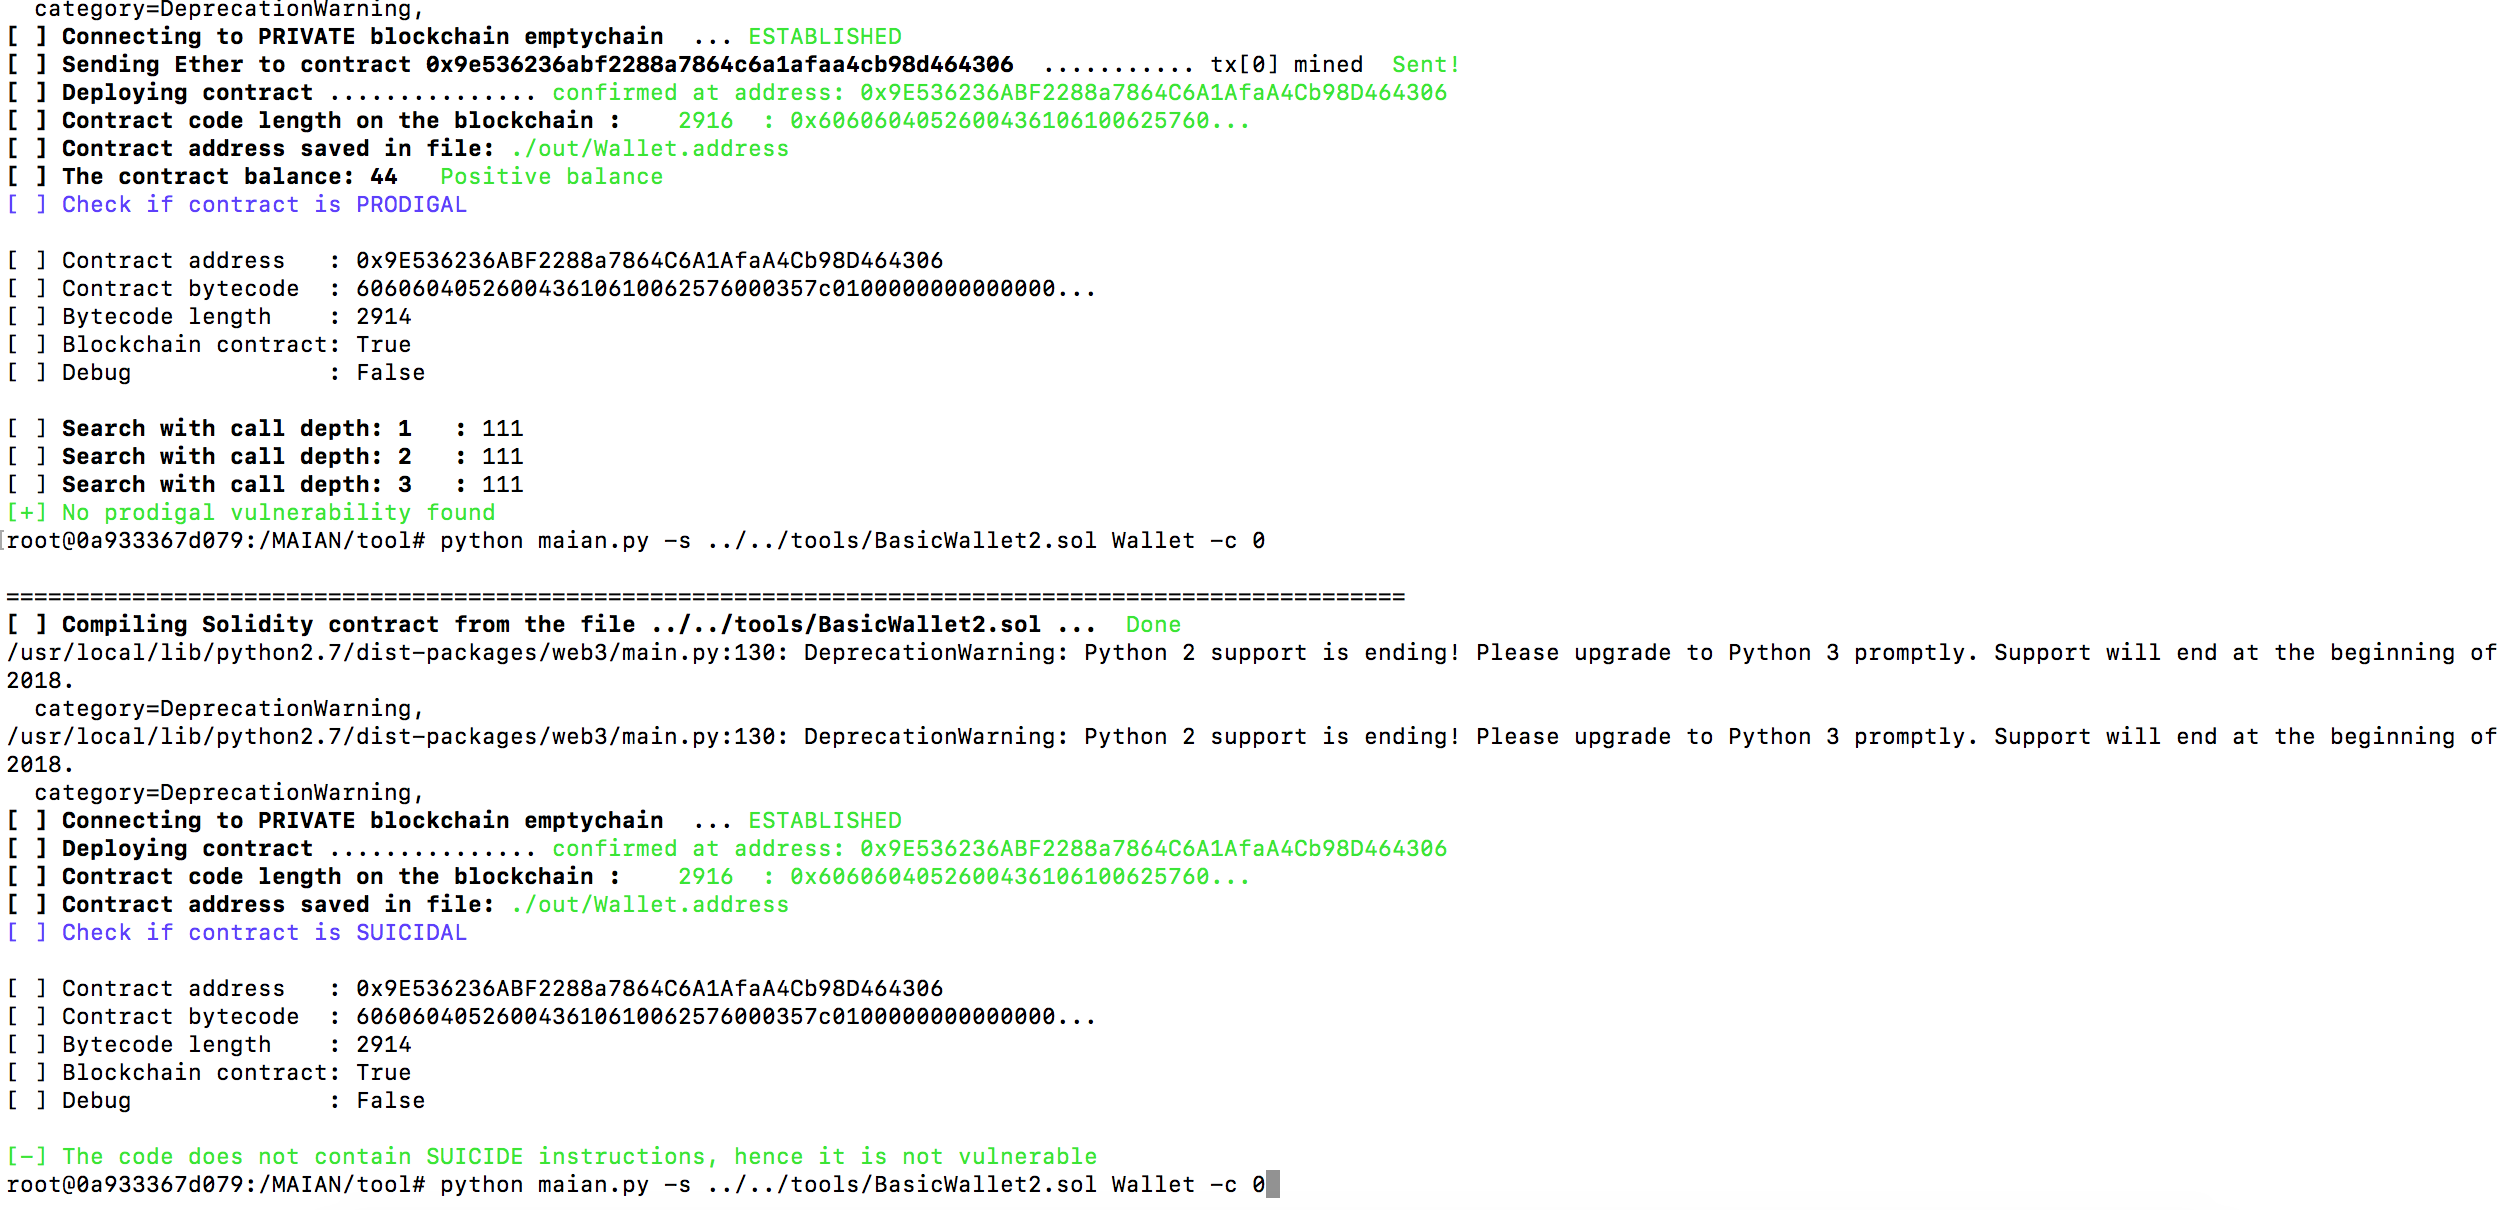 category=DeprecationWarning,
[ ] Connecting to PRIVATE blockchain emptychain  ... ESTABLISHED
[ ] Sending Ether to contract 0x9e536236abf2288a7864c6a1afaa4cb98d464306  ........... tx[0] mined  Sent!
[ ] Deploying contract ............... confirmed at address: 0x9E536236ABF2288a7864C6A1AfaA4Cb98D464306
[ ] Contract code length on the blockchain :    2916  : 0x6060604052600436106100625760...
[ ] Contract address saved in file: ./out/Wallet.address
[ ] The contract balance: 44   Positive balance
[ ] Check if contract is PRODIGAL

[ ] Contract address   : 0x9E536236ABF2288a7864C6A1AfaA4Cb98D464306
[ ] Contract bytecode  : 606060405260043610610062576000357c0100000000000000...
[ ] Bytecode length    : 2914
[ ] Blockchain contract: True
[ ] Debug              : False

[ ] Search with call depth: 1   : 111
[ ] Search with call depth: 2   : 111
[ ] Search with call depth: 3   : 111
[+] No prodigal vulnerability found
[root@0a933367d079:/MAIAN/tool# python maian.py -s ../../tools/BasicWallet2.sol Wallet -c 0

====================================================================================================
[ ] Compiling Solidity contract from the file ../../tools/BasicWallet2.sol ...  Done
/usr/local/lib/python2.7/dist-packages/web3/main.py:130: DeprecationWarning: Python 2 support is ending! Please upgrade to Python 3 promptly. Support will end at the beginning of
2018.
  category=DeprecationWarning,
/usr/local/lib/python2.7/dist-packages/web3/main.py:130: DeprecationWarning: Python 2 support is ending! Please upgrade to Python 3 promptly. Support will end at the beginning of
2018.
  category=DeprecationWarning,
[ ] Connecting to PRIVATE blockchain emptychain  ... ESTABLISHED
[ ] Deploying contract ............... confirmed at address: 0x9E536236ABF2288a7864C6A1AfaA4Cb98D464306
[ ] Contract code length on the blockchain :    2916  : 0x6060604052600436106100625760...
[ ] Contract address saved in file: ./out/Wallet.address
[ ] Check if contract is SUICIDAL

[ ] Contract address   : 0x9E536236ABF2288a7864C6A1AfaA4Cb98D464306
[ ] Contract bytecode  : 606060405260043610610062576000357c0100000000000000...
[ ] Bytecode length    : 2914
[ ] Blockchain contract: True
[ ] Debug              : False

[-] The code does not contain SUICIDE instructions, hence it is not vulnerable
root@0a933367d079:/MAIAN/tool# python maian.py -s ../../tools/BasicWallet2.sol Wallet -c 0